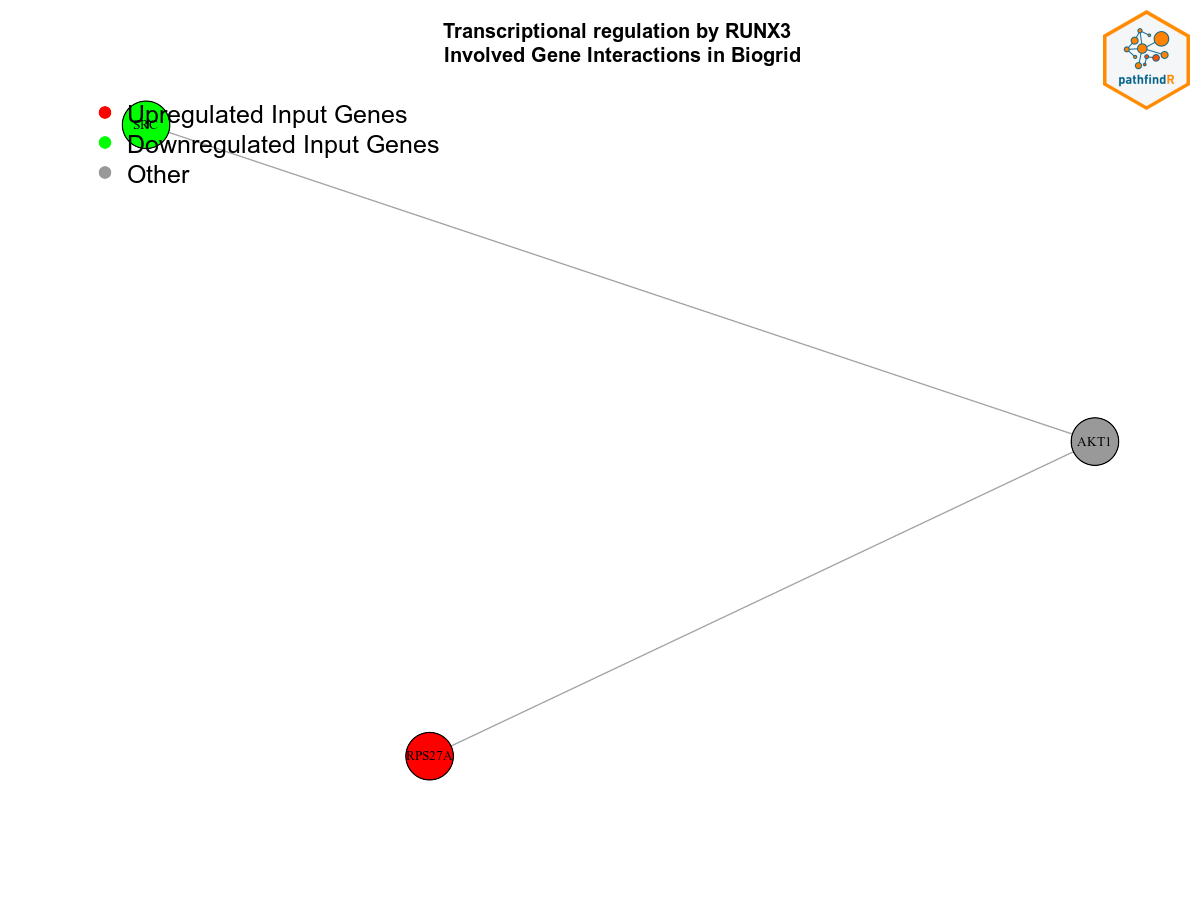 Transcriptional regulation by RUNX3
Involved Gene Interactions in Biogrid
pathfindR
Upregulated Input Genes
SRC
Downregulated Input Genes
Other
AKT1
RPS27A